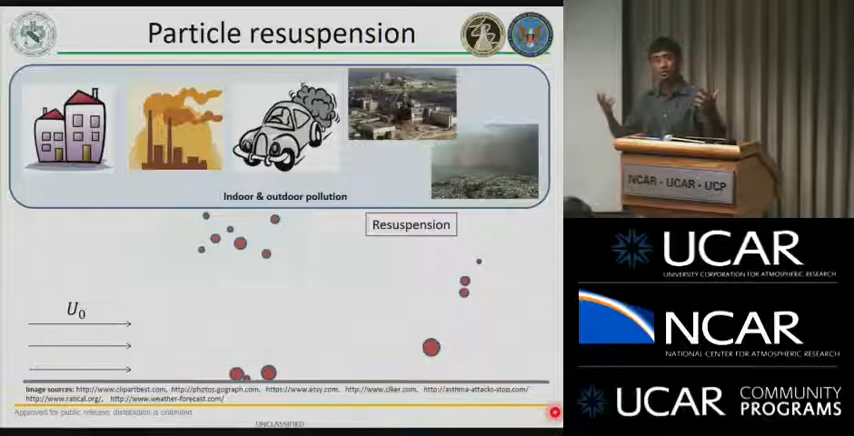 Particle resuspension
Indoor & outdoor pollution
Resuspension
U0
Image sources: http://www.clipartbest.com, http://photos.gograph.com, https://www.etsy.com, http://www.clker.com, http://asthma-attacks-stop.com/
http://www.ratical.org/, http://www.weather-forecast.com/
Approved for public release; distribution is unlimited
UNCLASSIFIED
NCAR - UCAR - UCP
UCAR
UNIVERSITY CORPORATION FOR ATMOSPHERIC RESEARCH
NCAR
NATIONAL CENTER FOR ATMOSPHERIC RESEARCH
UCAR COMMUNITY
PROGRAMS